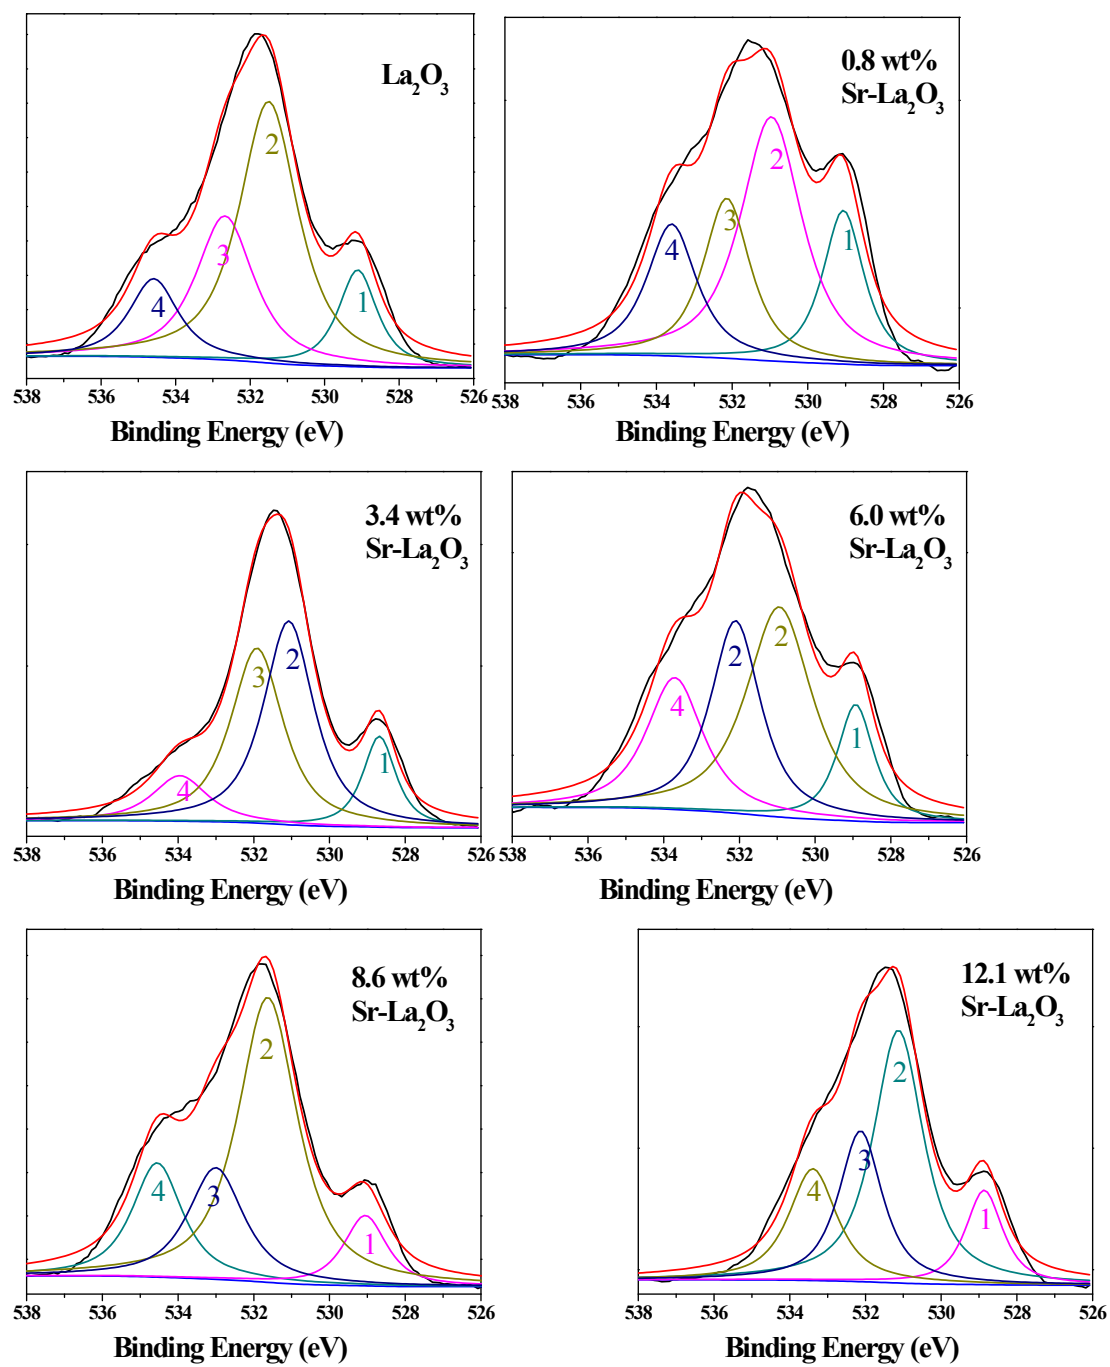 La₂O₃
2
3
4
1
538 536 534 532 530 528 526
Binding Energy (eV)
0.8 wt%
Sr-La₂O₃
2
3
4
1
538 536 534 532 530 528 526
Binding Energy (eV)
3.4 wt%
Sr-La₂O₃
3
2
4
1
538 536 534 532 530 528 526
Binding Energy (eV)
6.0 wt%
Sr-La₂O₃
2
2
4
1
538 536 534 532 530 528 526
Binding Energy (eV)
8.6 wt%
Sr-La₂O₃
2
4
3
1
538 536 534 532 530 528 526
Binding Energy (eV)
12.1 wt%
Sr-La₂O₃
2
3
4
1
538 536 534 532 530 528 526
Binding Energy (eV)